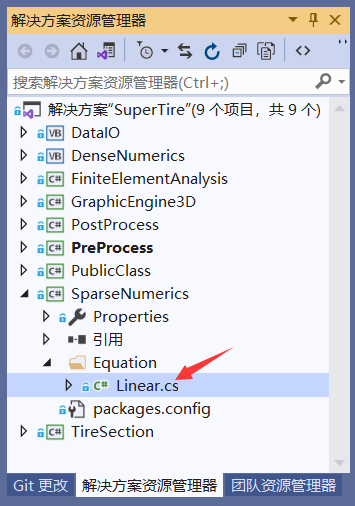 解决方案资源管理器
搜索解决方案资源管理器(Ctrl+;)
解决方案"SuperTire"(9 个项目，共 9 个)
VB DataIO
VB DenseNumerics
C# FiniteElementAnalysis
C# GraphicEngine3D
C# PostProcess
C# PreProcess
C# PublicClass
C# SparseNumerics
Properties
引用
Equation
C# Linear.cs
packages.config
C# TireSection
Git 更改 解决方案资源管理器 团队资源管理器